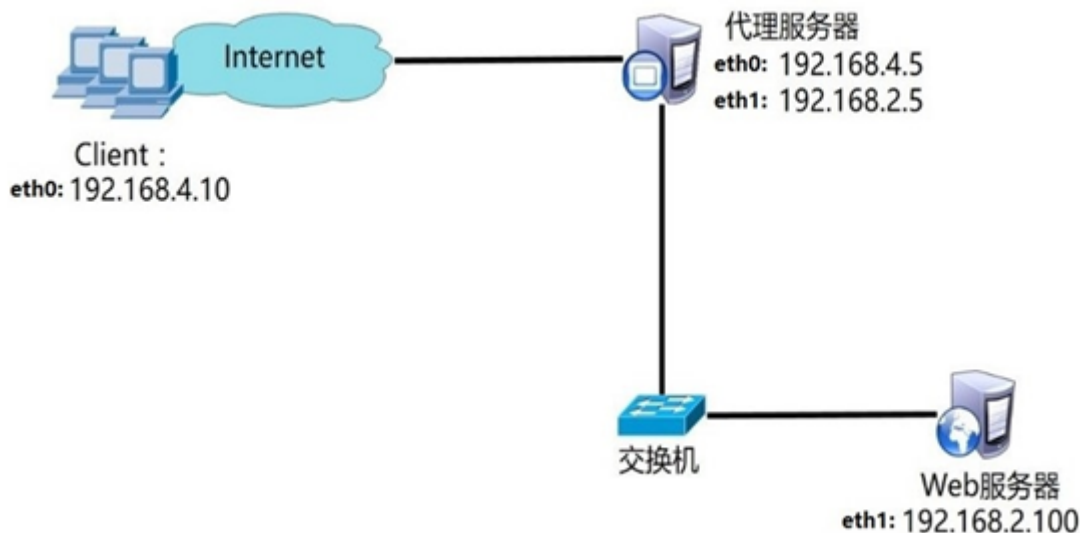 Internet
代理服务器
eth0: 192.168.4.5
eth1: 192.168.2.5
Client：
eth0: 192.168.4.10
交换机
Web服务器
eth1: 192.168.2.100